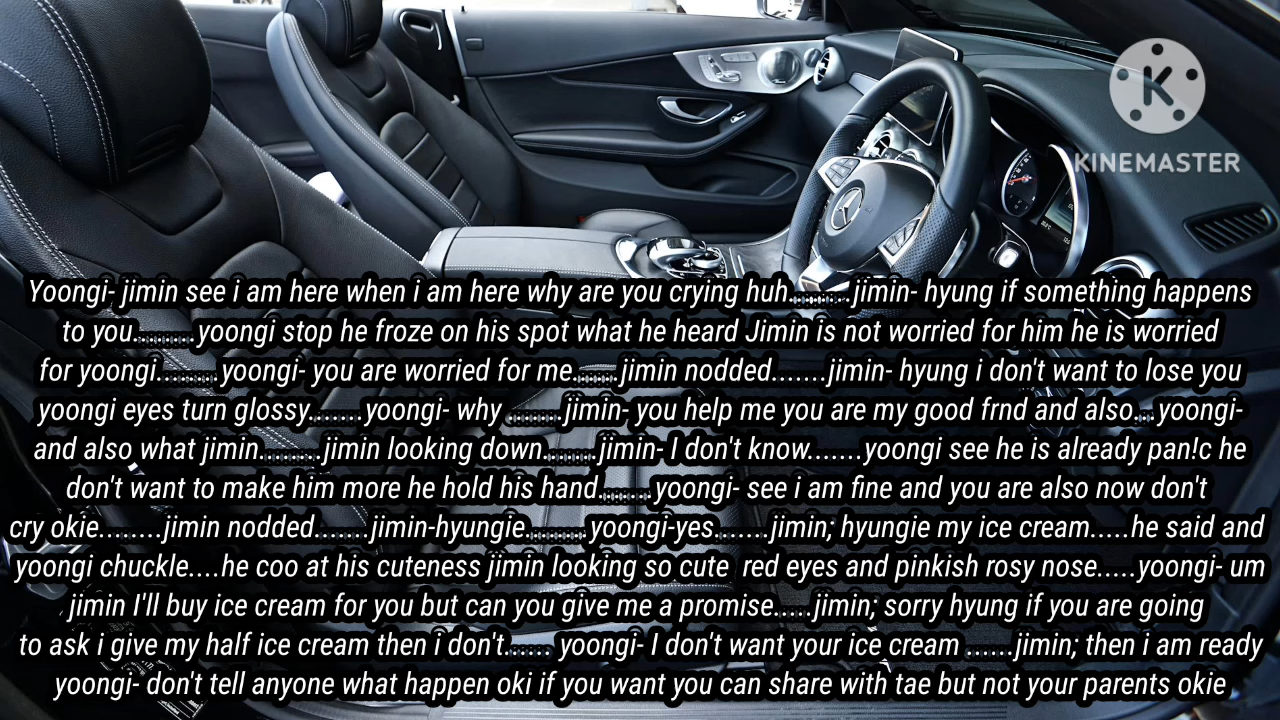 KINEMASTER
Yoongi- jimin see i am here when i am here why are you crying huh..........jimin- hyung if something happens
to you..........yoongi stop he froze on his spot what he heard Jimin is not worried for him he is worried
for yoongi..........yoongi- you are worried for me.......jimin nodded.......jimin- hyung i don't want to lose you
yoongi eyes turn glossy........yoongi- why ........jimin- you help me you are my good frnd and also....yoongi-
and also what jimin..........jimin looking down.........jimin- I don't know.......yoongi see he is already pan!c he
don't want to make him more he hold his hand.........yoongi- see i am fine and you are also now don't
cry okie........jimin nodded.......jimin-hyungie..........yoongi-yes.......jimin; hyungie my ice cream.....he said and
yoongi chuckle....he coo at his cuteness jimin looking so cute  red eyes and pinkish rosy nose.....yoongi- um
jimin I'll buy ice cream for you but can you give me a promise.....jimin; sorry hyung if you are going
to ask i give my half ice cream then i don't....... yoongi- I don't want your ice cream ......jimin; then i am ready
yoongi- don't tell anyone what happen oki if you want you can share with tae but not your parents okie